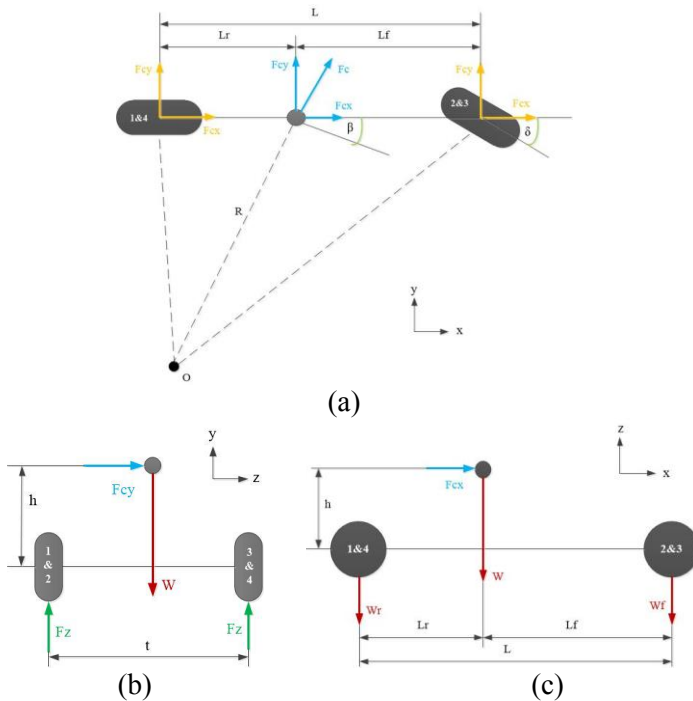 L
Lr Lf
Fcy Fcy Fc Fcy
1&4 Fcx Fcx β 2&3 Fcx δ
R
y
x
O
(a)
y
z
Fcy
h
1 & 2
3 & 4
W
Fz Fz
t
(b)
z
x
Fcx
h
1&4 2&3
W
Wr Wf
Lr Lf
L
(c)